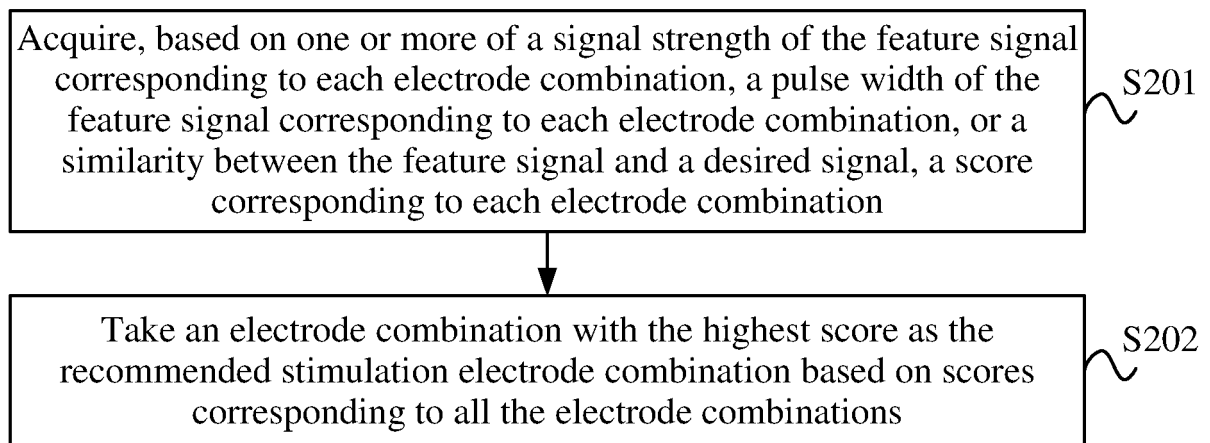 Acquire, based on one or more of a signal strength of the feature signal
corresponding to each electrode combination, a pulse width of the
feature signal corresponding to each electrode combination, or a
similarity between the feature signal and a desired signal, a score
corresponding to each electrode combination
S201
Take an electrode combination with the highest score as the
recommended stimulation electrode combination based on scores
corresponding to all the electrode combinations
S202